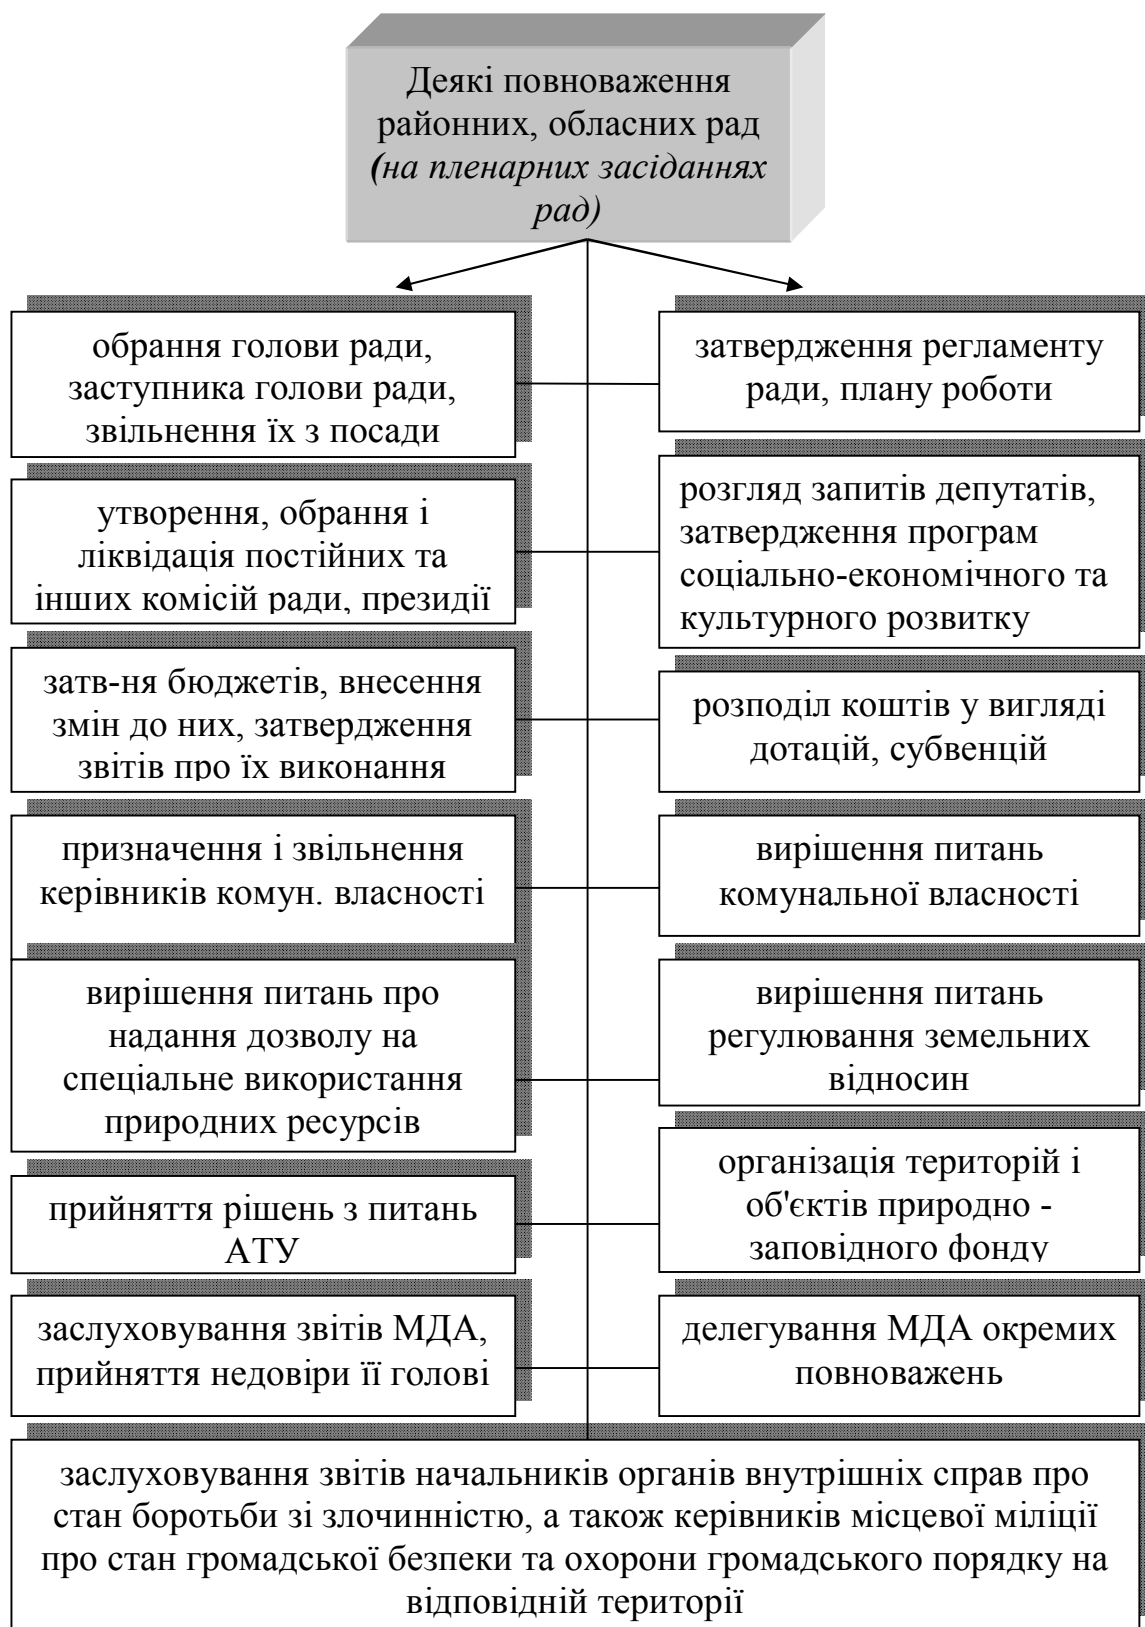 Деякі повноваження
районних, обласних рад
(на пленарних засіданнях
рад)
обрання голови ради,
заступника голови ради,
звільнення їх з посади
затвердження регламенту
ради, плану роботи
утворення, обрання і
ліквідація постійних та
інших комісій ради, президії
розгляд запитів депутатів,
затвердження програм
соціально-економічного та
культурного розвитку
затв-ня бюджетів, внесення
змін до них, затвердження
звітів про їх виконання
розподіл коштів у вигляді
дотацій, субвенцій
призначення і звільнення
керівників комун. власності
вирішення питань
комунальної власності
вирішення питань про
надання дозволу на
спеціальне використання
природних ресурсів
вирішення питань
регулювання земельних
відносин
прийняття рішень з питань
АТУ
організація територій і
об'єктів природно -
заповідного фонду
заслуховування звітів МДА,
прийняття недовіри її голові
делегування МДА окремих
повноважень
заслуховування звітів начальників органів внутрішніх справ про
стан боротьби зі злочинністю, а також керівників місцевої міліції
про стан громадської безпеки та охорони громадського порядку на
відповідній території